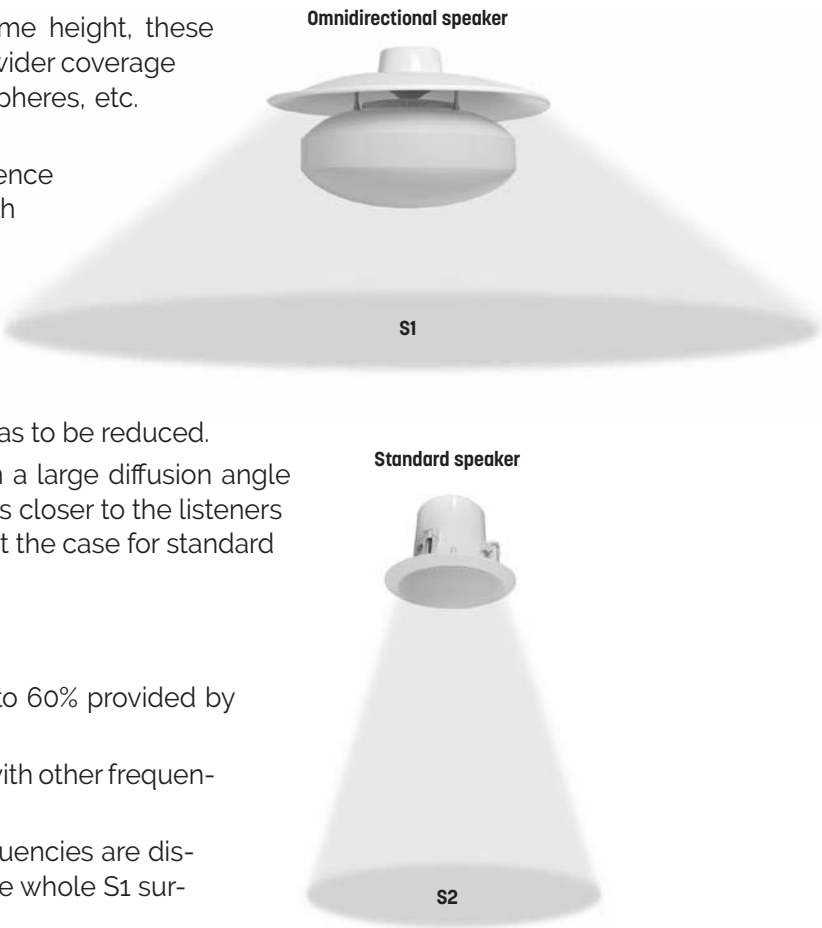 Omnidirectional speaker
me height, these
wider coverage
pheres, etc.
ence
h
S1
as to be reduced.
n a large diffusion angle
s closer to the listeners
t the case for standard
Standard speaker
to 60% provided by
with other frequen-
uencies are dis-
e whole S1 sur-
S2